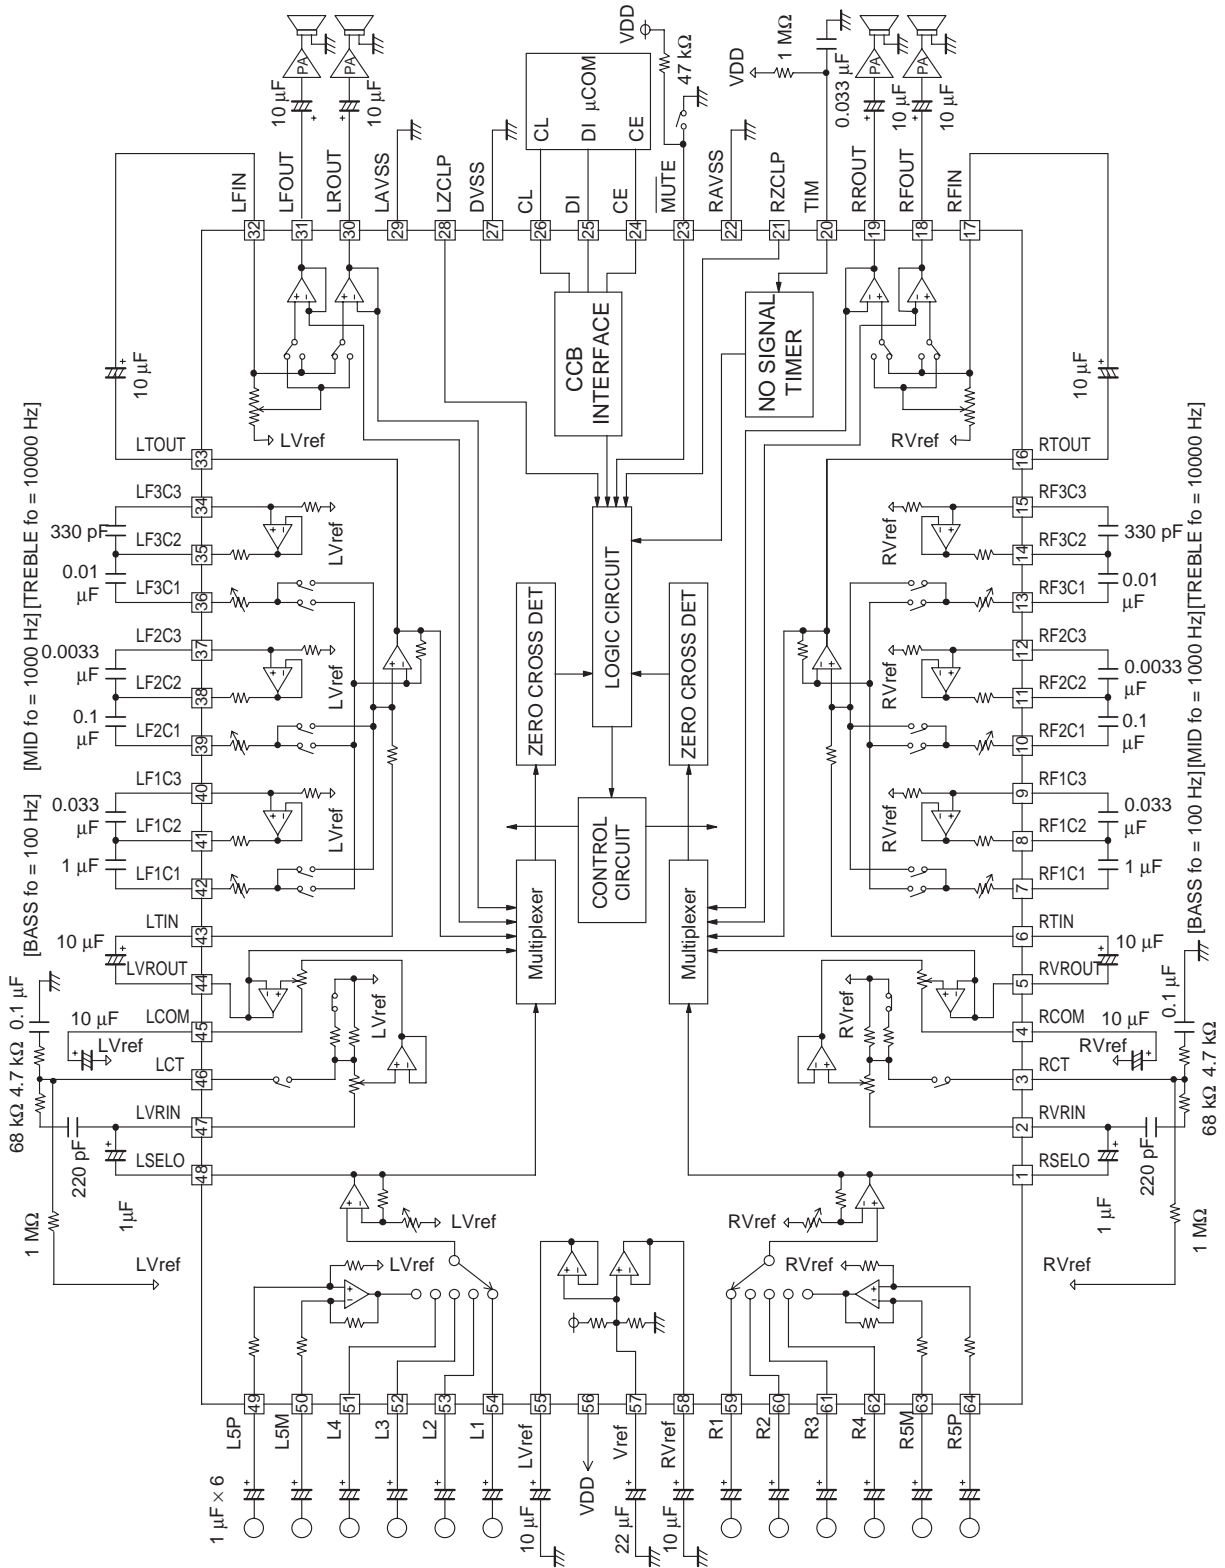 PA
PA
10 µF
10 µF
LFIN
LFOUT
LROUT
LAVSS
LZCLP
DVSS
CL
DI
CE
CL
DI
CE
µCOM
VDD
47 kΩ
MUTE
RAVSS
RZCLP
TIM
VDD
1 MΩ
0.033 µF
RROUT
RFOUT
RFIN
PA
PA
10 µF
10 µF
32
31
30
29
28
27
26
25
24
23
22
21
20
19
18
17
10 µF
LVref
CCB
INTERFACE
NO SIGNAL
TIMER
RVref
10 µF
[BASS fo = 100 Hz]
[MID fo = 1000 Hz]
[TREBLE fo = 10000 Hz]
LTOUT
33
LF3C3
34
330 pF
LF3C2
35
0.01
µF
LF3C1
36
LVref
LF2C3
37
0.0033
µF
LF2C2
38
0.1
µF
LF2C1
39
LVref
LF1C3
40
0.033
µF
LF1C2
41
1 µF
LF1C1
42
LVref
LTIN
43
10 µF
LVROUT
44
LCOM
45
10 µF
LVref
0.1 µF
4.7 kΩ
68 kΩ
LCT
46
LVRIN
47
220 pF
LSELO
48
1µF
1 MΩ
LVref
LVref
LVref
LVref
ZERO CROSS DET
LOGIC CIRCUIT
ZERO CROSS DET
Multiplexer
CONTROL
CIRCUIT
Multiplexer
RTOUT
16
RF3C3
15
330 pF
RF3C2
14
0.01
µF
RF3C1
13
RVref
RF2C3
12
0.0033
µF
RF2C2
11
0.1
µF
RF2C1
10
RVref
RF1C3
9
0.033
µF
RF1C2
8
1 µF
RF1C1
7
RVref
[BASS fo = 100 Hz]
[MID fo = 1000 Hz]
[TREBLE fo = 10000 Hz]
RTIN
6
10 µF
RVROUT
5
0.1 µF
RCOM
4
10 µF
RVref
RCT
3
4.7 kΩ
68 kΩ
RVRIN
2
220 pF
RSELO
1
1 µF
1 MΩ
RVref
RVref
RVref
RVref
49
50
51
52
53
54
55
56
57
58
59
60
61
62
63
64
L5P
L5M
L4
L3
L2
L1
LVref
VDD
Vref
RVref
R1
R2
R3
R4
R5M
R5P
1 µF × 6
10 µF
22 µF
10 µF